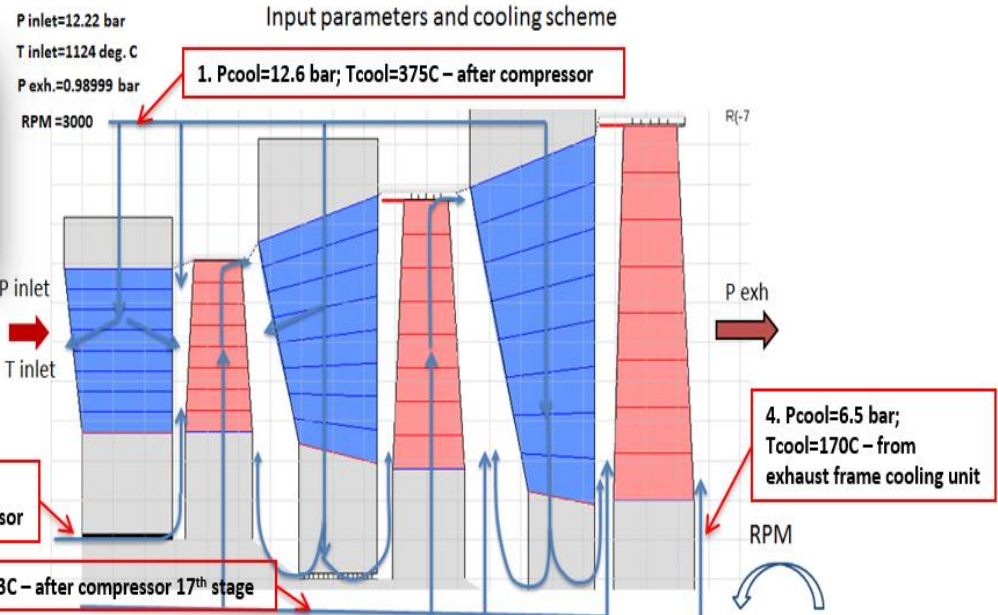 Input parameters and cooling scheme
P inlet=12.22 bar
T inlet=1124 deg. C
P exh.=0.98999 bar
RPM =3000
1. Pcool=12.6 bar; Tcool=375C – after compressor
R(-7
P inlet
T inlet
P exh
4. Pcool=6.5 bar;
Tcool=170C – from
exhaust frame cooling unit
RPM
sor
3C – after compressor 17th stage